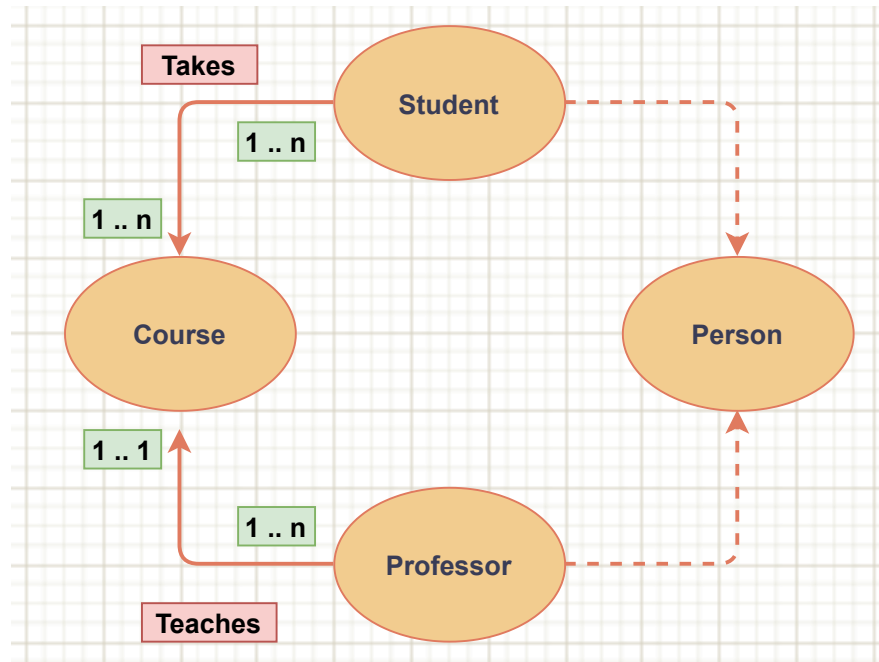 Takes
Student
1 .. n
1 .. n
Course
Person
1 .. 1
1 .. n
Professor
Teaches